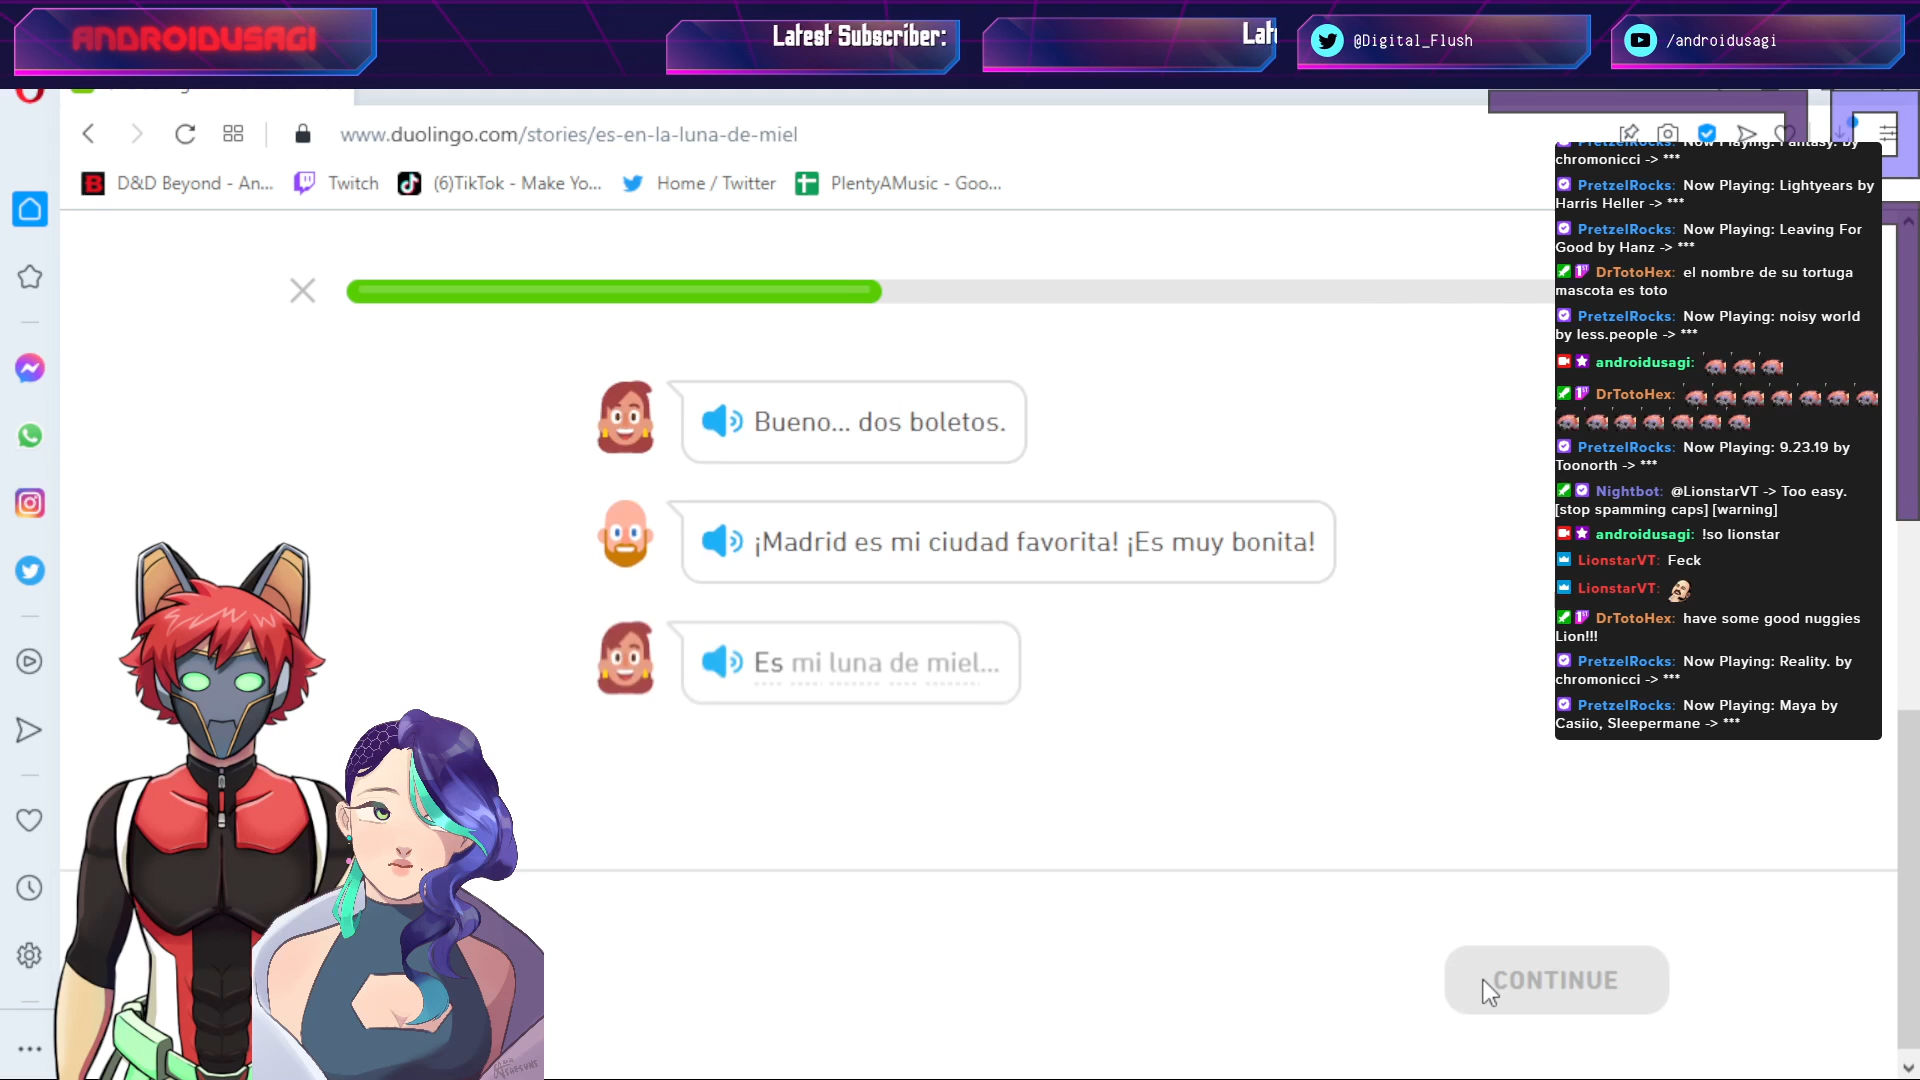 ANDROIDUSAGI
Latest Subscriber:
Lat
@Digital_Flush
/androidusagi
www.duolingo.com/stories/es-en-la-luna-de-miel
D&D Beyond - An...
Twitch
(6)TikTok - Make Yo...
Home / Twitter
PlentyAMusic - Goo...
Bueno... dos boletos.
¡Madrid es mi ciudad favorita! ¡Es muy bonita!
Es mi luna de miel...
CONTINUE
PretzelRocks: Now Playing: Fantasy. by
chromonicci -> ***
PretzelRocks: Now Playing: Lightyears by
Harris Heller -> ***
PretzelRocks: Now Playing: Leaving For
Good by Hanz -> ***
DrTotoHex: el nombre de su tortuga
mascota es toto
PretzelRocks: Now Playing: noisy world
by less.people -> ***
androidusagi:
DrTotoHex:
PretzelRocks: Now Playing: 9.23.19 by
Toonorth -> ***
Nightbot: @LionstarVT -> Too easy.
[stop spamming caps] [warning]
androidusagi: !so lionstar
LionstarVT: Feck
LionstarVT:
DrTotoHex: have some good nuggies
Lion!!!
PretzelRocks: Now Playing: Reality. by
chromonicci -> ***
PretzelRocks: Now Playing: Maya by
Casiio, Sleepermane -> ***